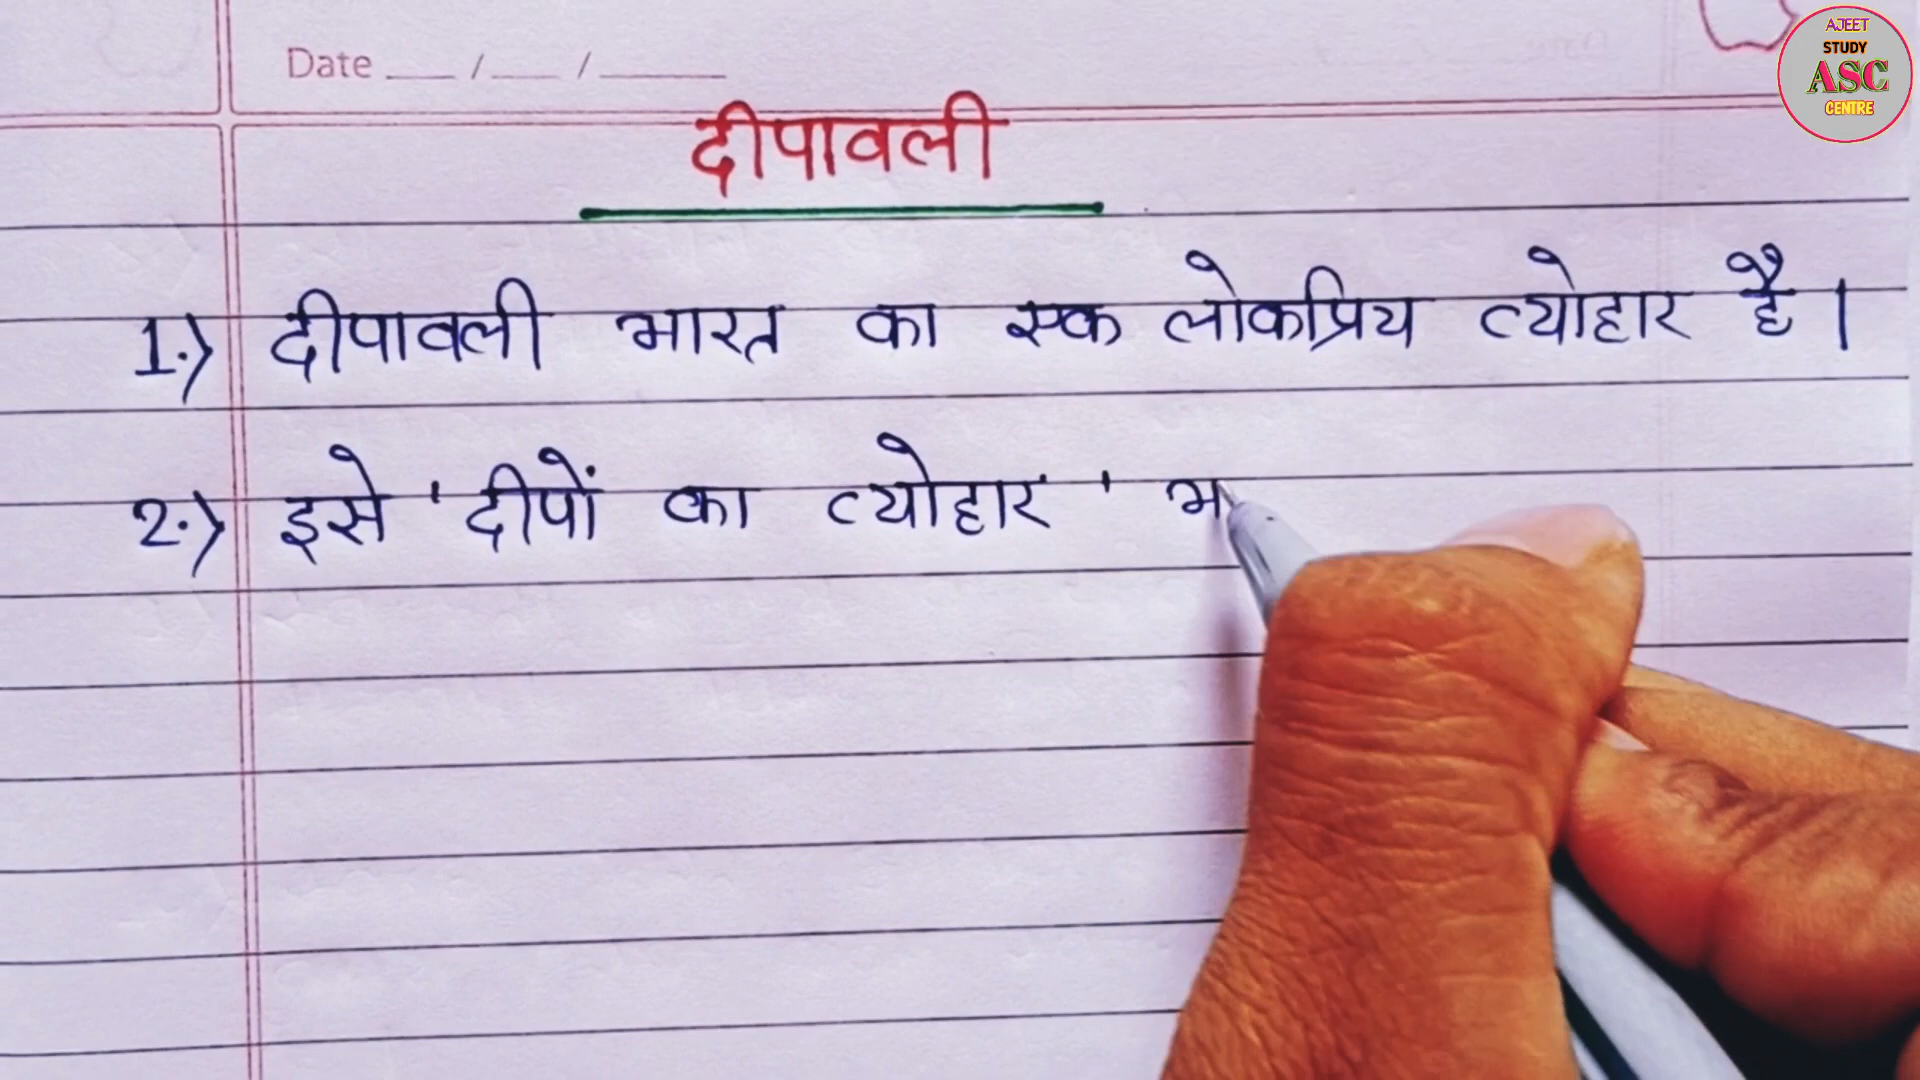 Date ___ / ___ / _____
AJEET
STUDY
ASC
CENTRE
दीपावली
1.) दीपावली भारत का एक लोकप्रिय त्योहार है।
2.) इसे 'दीपों का त्योहार' भ